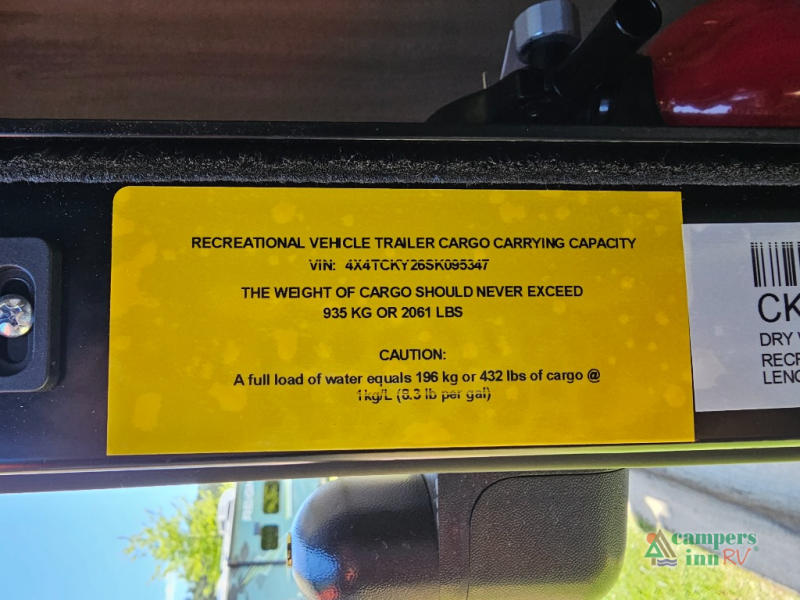 RECREATIONAL VEHICLE TRAILER CARGO CARRYING CAPACITY
VIN: 4X4TCKY26SK095347
THE WEIGHT OF CARGO SHOULD NEVER EXCEED
935 KG OR 2061 LBS
CAUTION:
A full load of water equals 196 kg or 432 lbs of cargo @
1kg/L (8.3 lb per gal)
CK
DRY
RECR
LENG
campers
inn RV